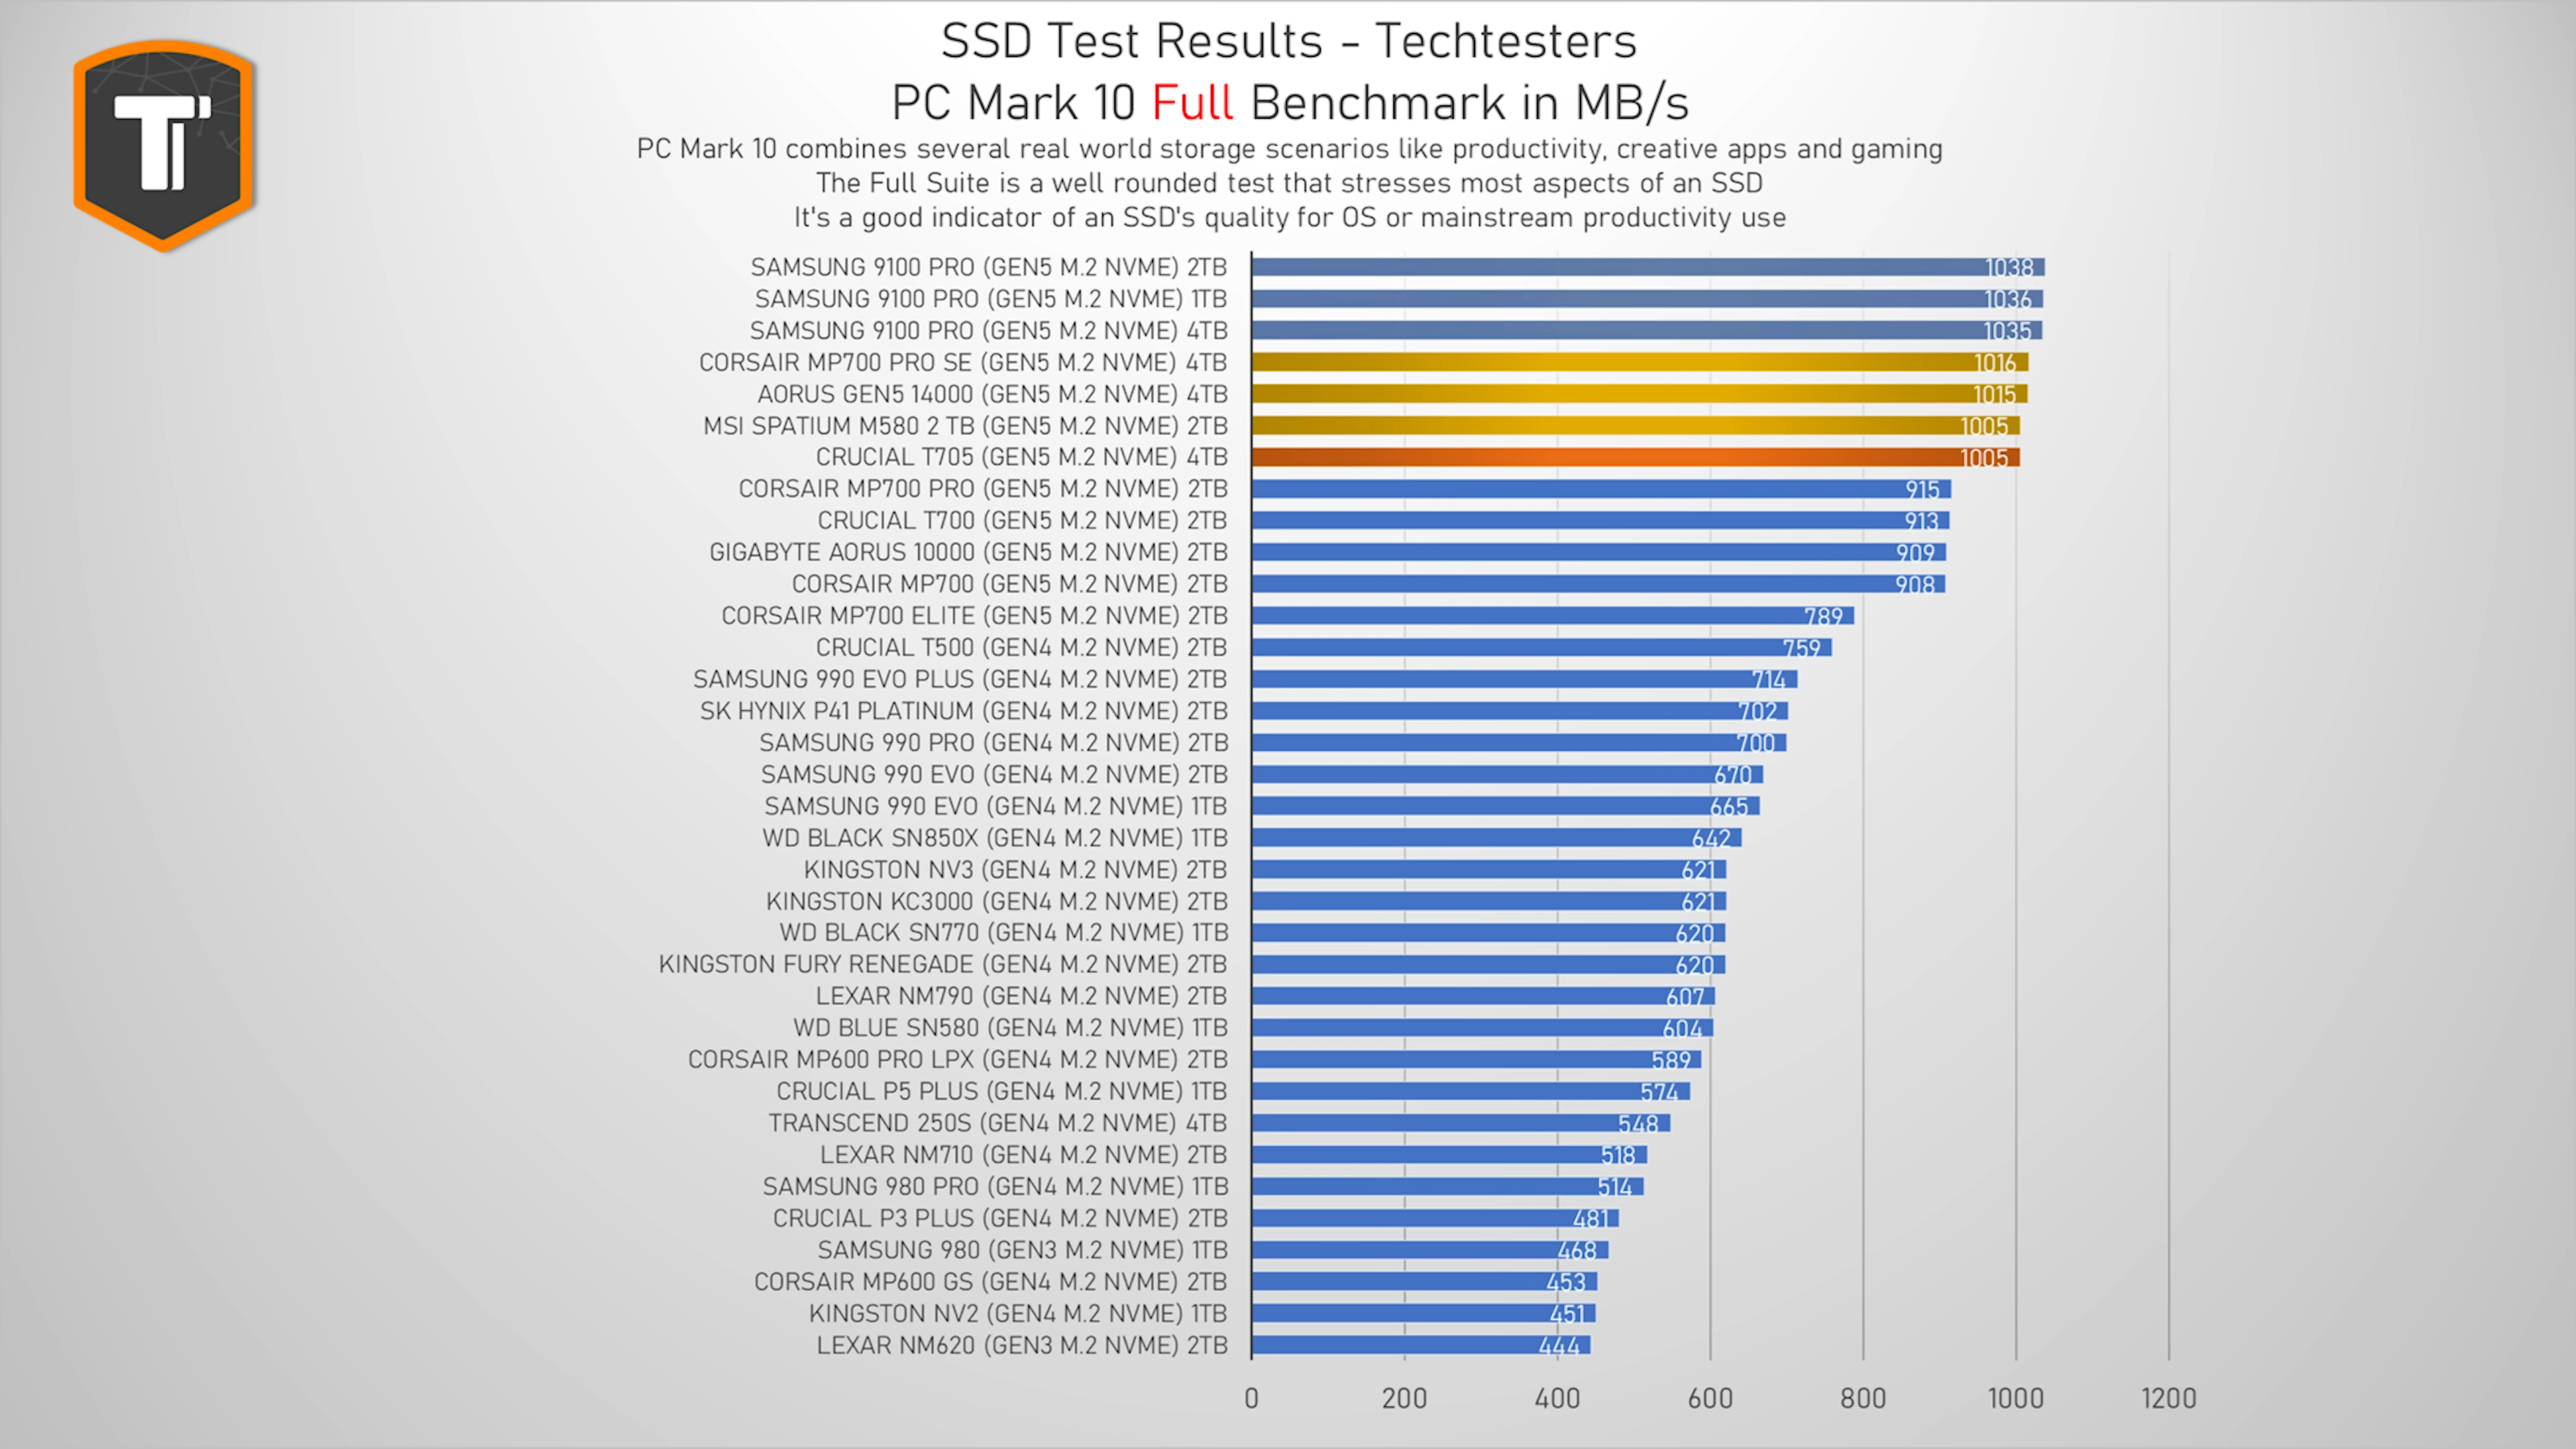 SSD Test Results - Techtesters
PC Mark 10 Full Benchmark in MB/s
PC Mark 10 combines several real world storage scenarios like productivity, creative apps and gaming
The Full Suite is a well rounded test that stresses most aspects of an SSD
It's a good indicator of an SSD's quality for OS or mainstream productivity use
SAMSUNG 9100 PRO (GEN5 M.2 NVME) 2TB 1038
SAMSUNG 9100 PRO (GEN5 M.2 NVME) 1TB 1036
SAMSUNG 9100 PRO (GEN5 M.2 NVME) 4TB 1035
CORSAIR MP700 PRO SE (GEN5 M.2 NVME) 4TB 1016
AORUS GEN5 14000 (GEN5 M.2 NVME) 4TB 1015
MSI SPATIUM M580 2 TB (GEN5 M.2 NVME) 2TB 1005
CRUCIAL T705 (GEN5 M.2 NVME) 4TB 1005
CORSAIR MP700 PRO (GEN5 M.2 NVME) 2TB 915
CRUCIAL T700 (GEN5 M.2 NVME) 2TB 913
GIGABYTE AORUS 10000 (GEN5 M.2 NVME) 2TB 909
CORSAIR MP700 (GEN5 M.2 NVME) 2TB 908
CORSAIR MP700 ELITE (GEN5 M.2 NVME) 2TB 789
CRUCIAL T500 (GEN4 M.2 NVME) 2TB 759
SAMSUNG 990 EVO PLUS (GEN4 M.2 NVME) 2TB 714
SK HYNIX P41 PLATINUM (GEN4 M.2 NVME) 2TB 702
SAMSUNG 990 PRO (GEN4 M.2 NVME) 2TB 700
SAMSUNG 990 EVO (GEN4 M.2 NVME) 2TB 670
SAMSUNG 990 EVO (GEN4 M.2 NVME) 1TB 665
WD BLACK SN850X (GEN4 M.2 NVME) 1TB 642
KINGSTON NV3 (GEN4 M.2 NVME) 2TB 621
KINGSTON KC3000 (GEN4 M.2 NVME) 2TB 621
WD BLACK SN770 (GEN4 M.2 NVME) 1TB 620
KINGSTON FURY RENEGADE (GEN4 M.2 NVME) 2TB 620
LEXAR NM790 (GEN4 M.2 NVME) 2TB 607
WD BLUE SN580 (GEN4 M.2 NVME) 1TB 604
CORSAIR MP600 PRO LPX (GEN4 M.2 NVME) 2TB 589
CRUCIAL P5 PLUS (GEN4 M.2 NVME) 1TB 574
TRANSCEND 250S (GEN4 M.2 NVME) 4TB 548
LEXAR NM710 (GEN4 M.2 NVME) 2TB 518
SAMSUNG 980 PRO (GEN4 M.2 NVME) 1TB 514
CRUCIAL P3 PLUS (GEN4 M.2 NVME) 2TB 481
SAMSUNG 980 (GEN3 M.2 NVME) 1TB 468
CORSAIR MP600 GS (GEN4 M.2 NVME) 2TB 453
KINGSTON NV2 (GEN4 M.2 NVME) 1TB 451
LEXAR NM620 (GEN3 M.2 NVME) 2TB 444
0 200 400 600 800 1000 1200